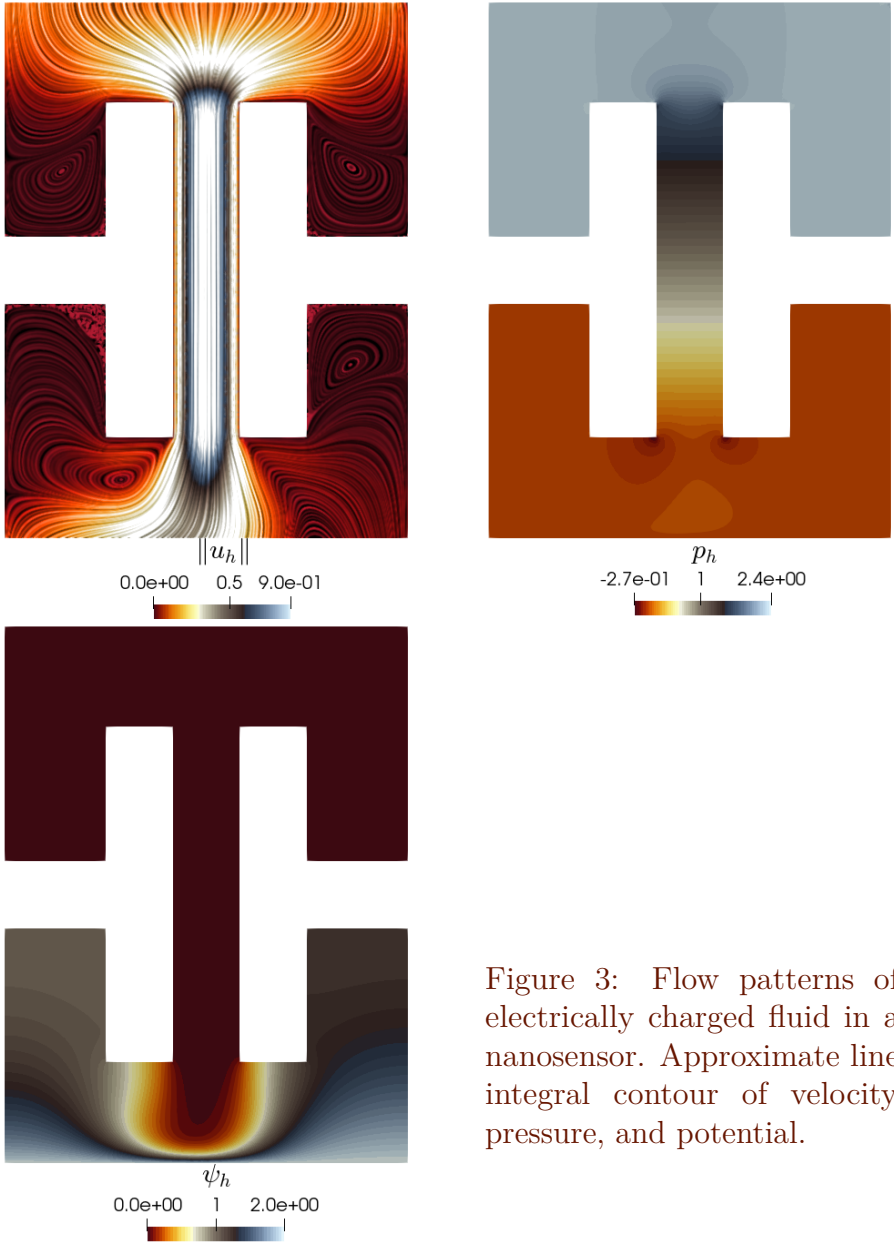 ‖u_h‖
0.0e+00 0.5 9.0e-01
p_h
-2.7e-01 1 2.4e+00
ψ_h
0.0e+00 1 2.0e+00
Figure 3: Flow patterns of
electrically charged fluid in a
nanosensor. Approximate line
integral contour of velocity,
pressure, and potential.